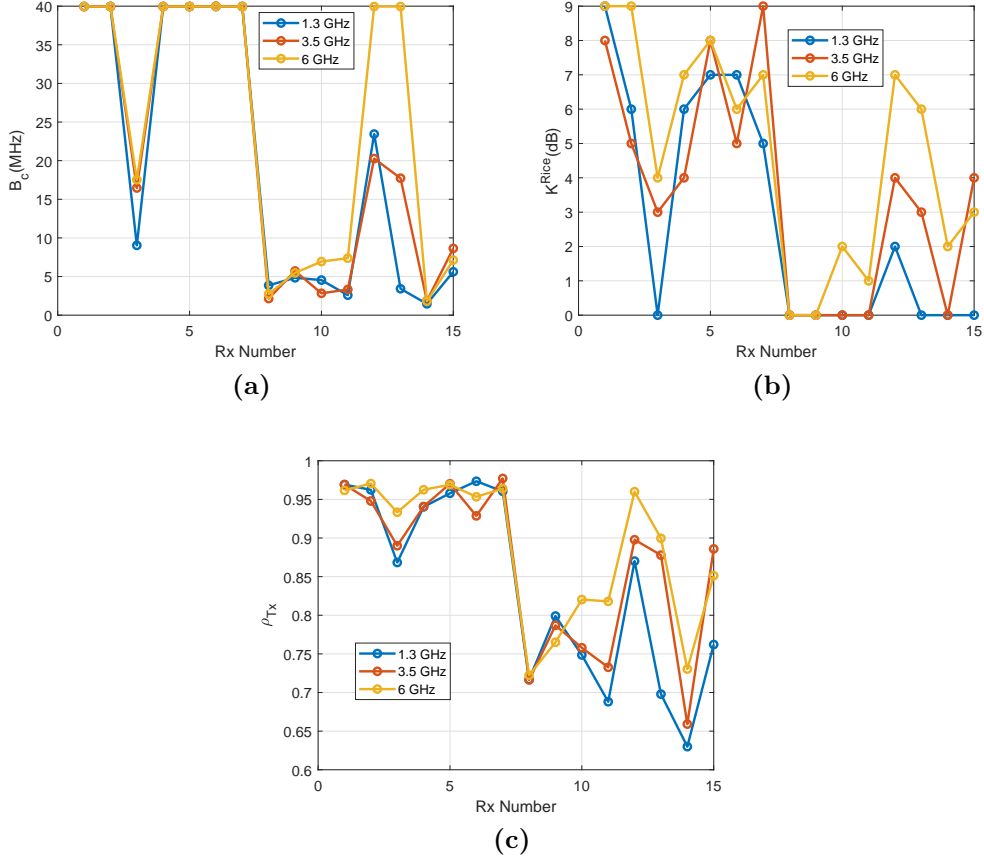 40
35
30
25
20
15
10
5
0
B_c(MHz)
1.3 GHz
3.5 GHz
6 GHz
0 5 10 15
Rx Number
(a)
9
8
7
6
5
4
3
2
1
0
K^Rice(dB)
1.3 GHz
3.5 GHz
6 GHz
0 5 10 15
Rx Number
(b)
1
0.95
0.9
0.85
0.8
0.75
0.7
0.65
0.6
ρ_Tx
1.3 GHz
3.5 GHz
6 GHz
0 5 10 15
Rx Number
(c)